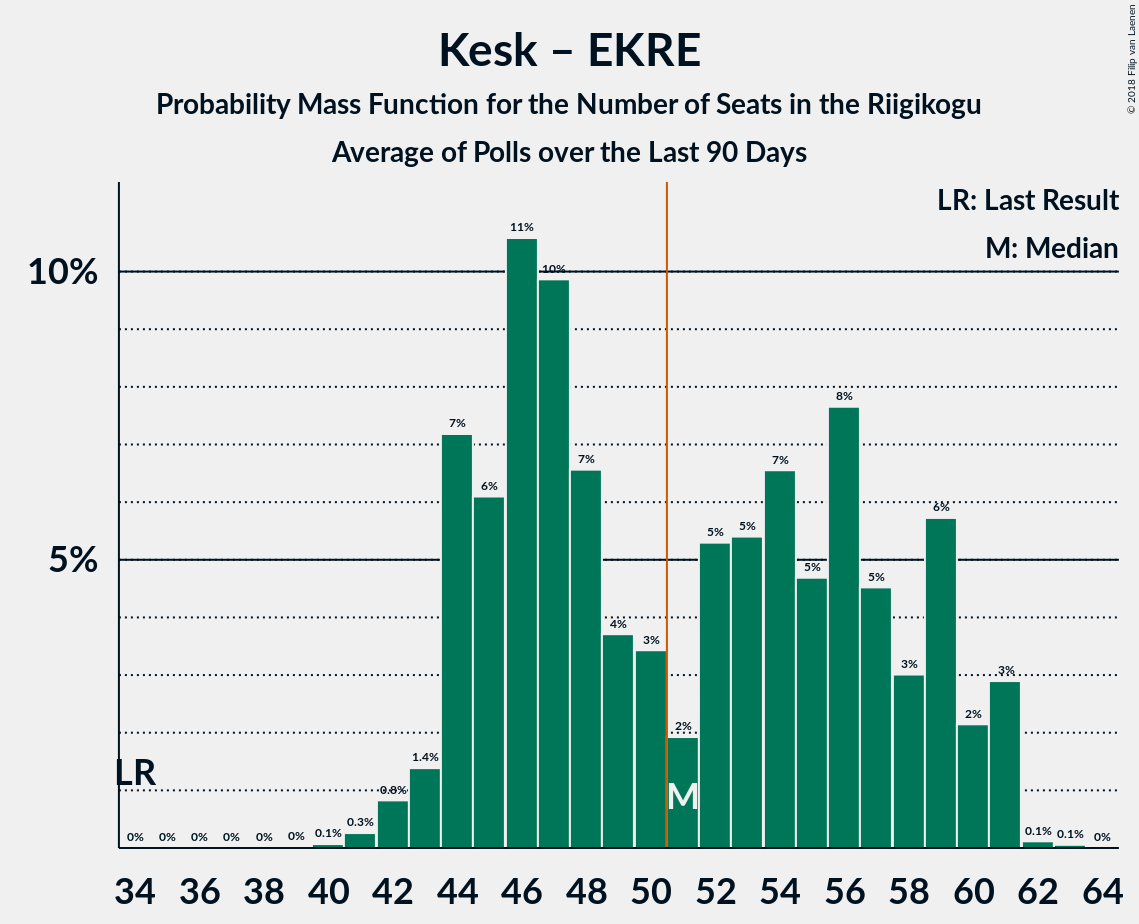 © 2018 Filip van Laenen
Kesk – EKRE
Probability Mass Function for the Number of Seats in the Riigikogu
Average of Polls over the Last 90 Days
LR: Last Result
M: Median
10%
5%
0% 0% 0% 0% 0% 0% 0.1% 0.3% 0.8% 1.4% 7% 6% 11% 10% 7% 4% 3% 2% 5% 5% 7% 5% 8% 5% 3% 6% 2% 3% 0.1% 0.1% 0%
LR
M
34 36 38 40 42 44 46 48 50 52 54 56 58 60 62 64